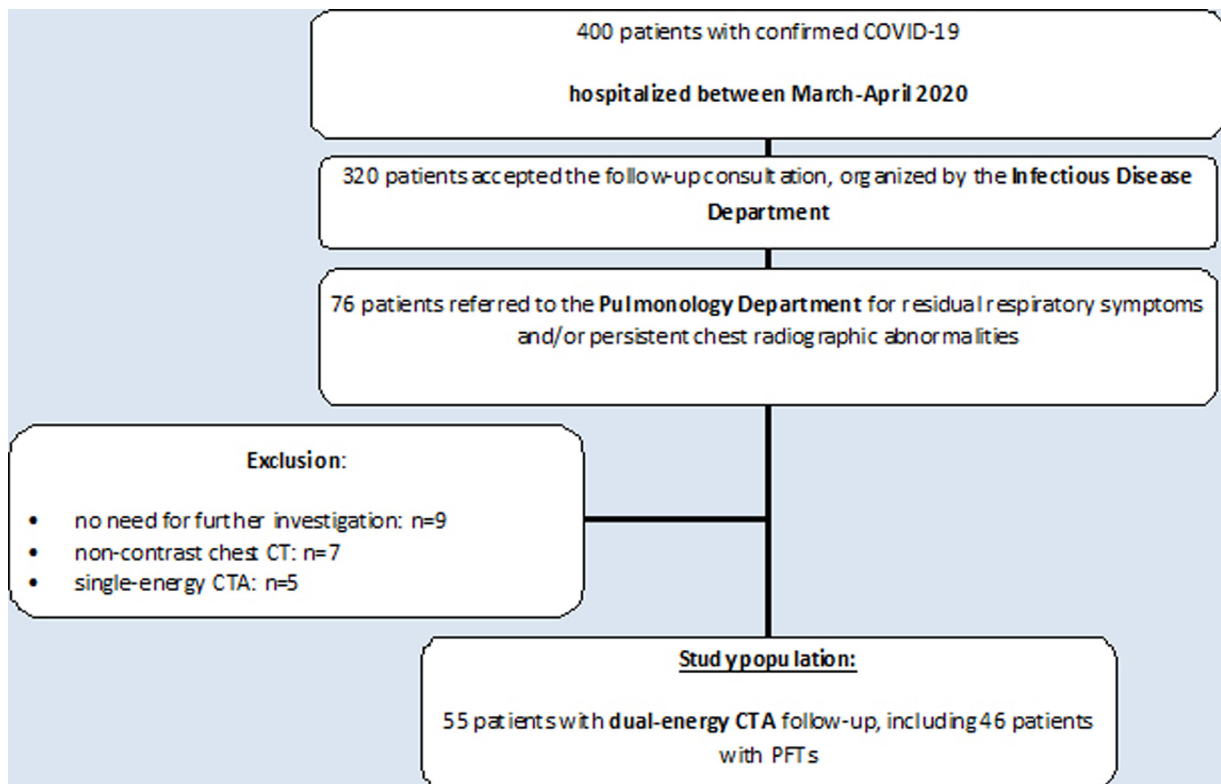 400 patients with confirmed COVID-19
hospitalized between March-April 2020
320 patients accepted the follow-up consultation, organized by the Infectious Disease
Department
76 patients referred to the Pulmonology Department for residual respiratory symptoms
and/or persistent chest radiographic abnormalities
Exclusion:
• no need for further investigation: n=9
• non-contrast chest CT: n=7
• single-energy CTA: n=5
Study population:
55 patients with dual-energy CTA follow-up, including 46 patients
with PFTs